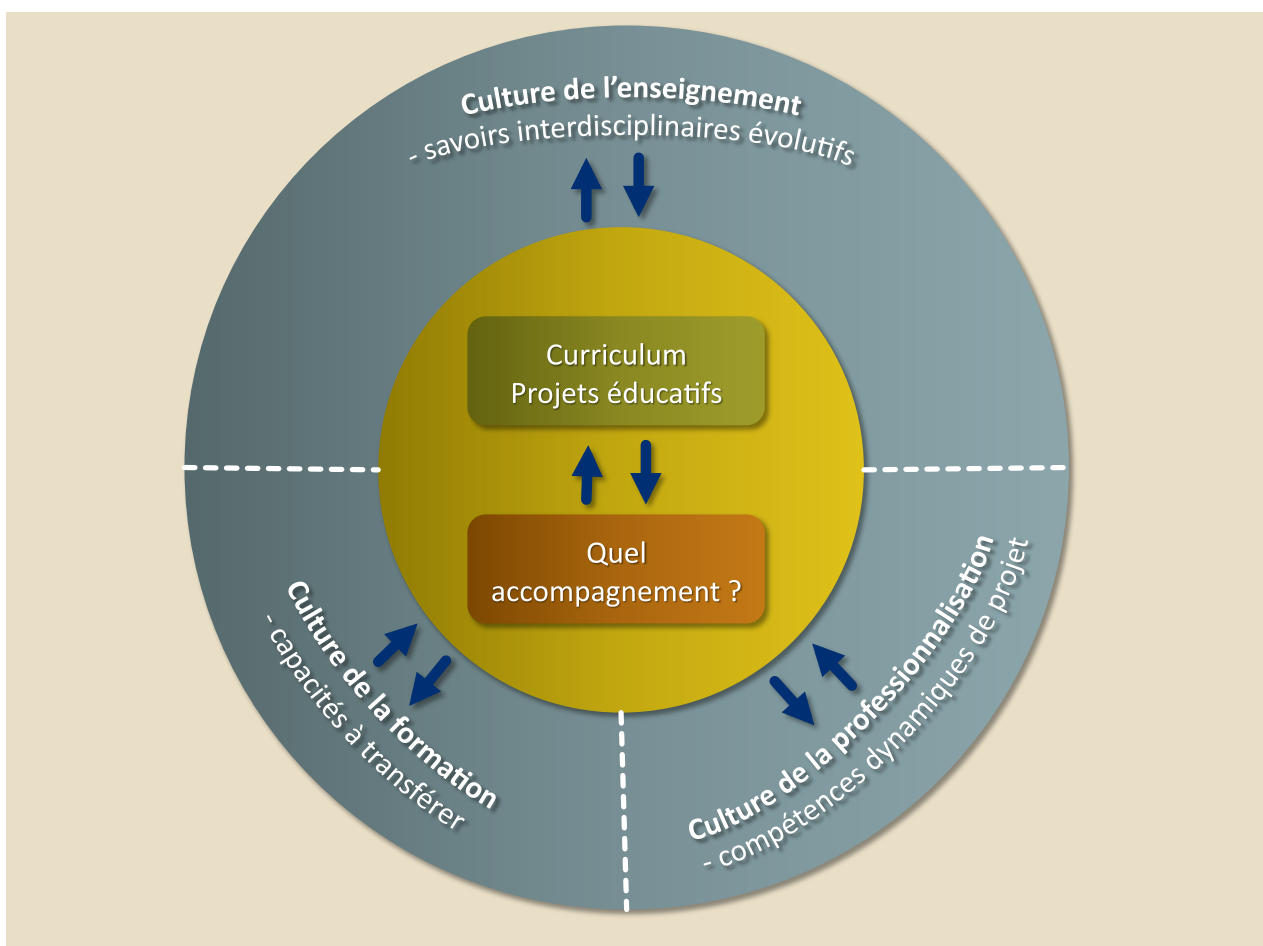 Culture de l’enseignement
- savoirs interdisciplinaires évolutifs
Curriculum
Projets éducatifs
Quel
accompagnement ?
Culture de la formation
- capacités à transférer
Culture de la professionnalisation
- compétences dynamiques de projet